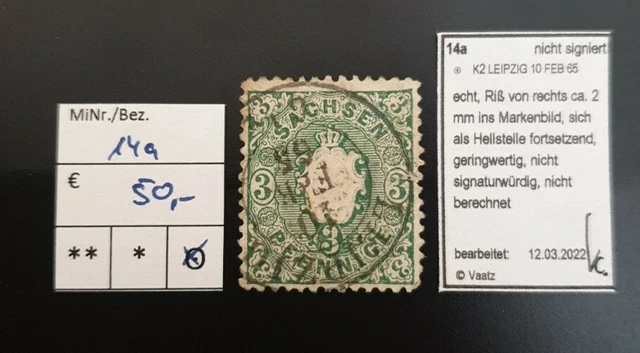 MiNr./Bez.
14a
€ 50,-
** * ⊙
SACHSEN
3 3
3
PFENNIGE
14a nicht signiert
⊙ K2 LEIPZIG 10 FEB 65
echt, Riß von rechts ca. 2
mm ins Markenbild, sich
als Hellstelle fortsetzend,
geringwertig, nicht
signaturwürdig, nicht
berechnet
bearbeitet: 12.03.2022
© Vaatz